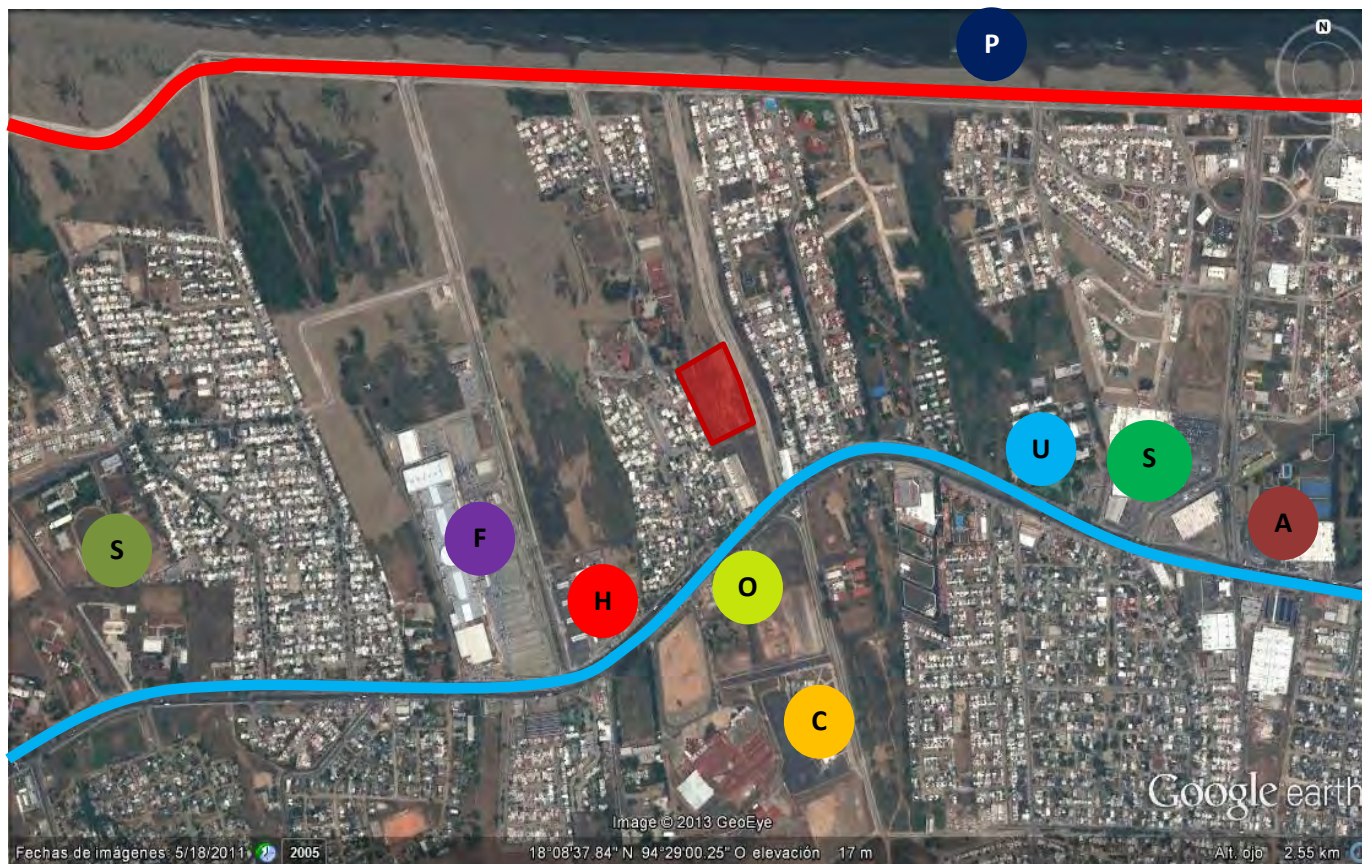 P
N
U
S
A
S
F
H
O
C
Google earth
Image © 2013 GeoEye
Fechas de imágenes: 5/18/2011 2005 18°08'37.84" N 94°29'00.25" O elevación 17 m Alt. ojo 2.55 km